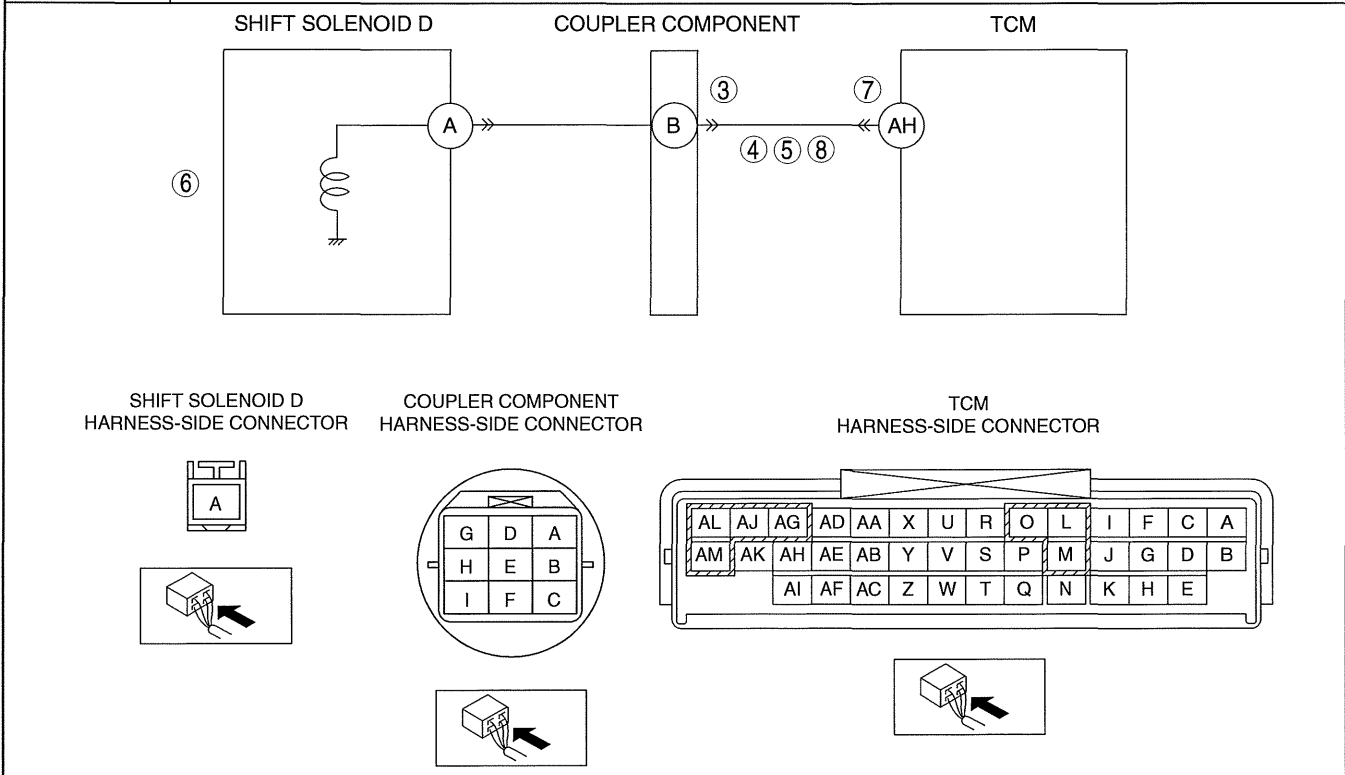 SHIFT SOLENOID D COUPLER COMPONENT TCM
③ ⑦
A B AH
④ ⑤ ⑧
⑥
SHIFT SOLENOID D
HARNESS-SIDE CONNECTOR
A
COUPLER COMPONENT
HARNESS-SIDE CONNECTOR
G D A
H E B
I F C
TCM
HARNESS-SIDE CONNECTOR
AL AJ AG AD AA X U R O L I F C A
AM AK AH AE AB Y V S P M J G D B
AI AF AC Z W T Q N K H E